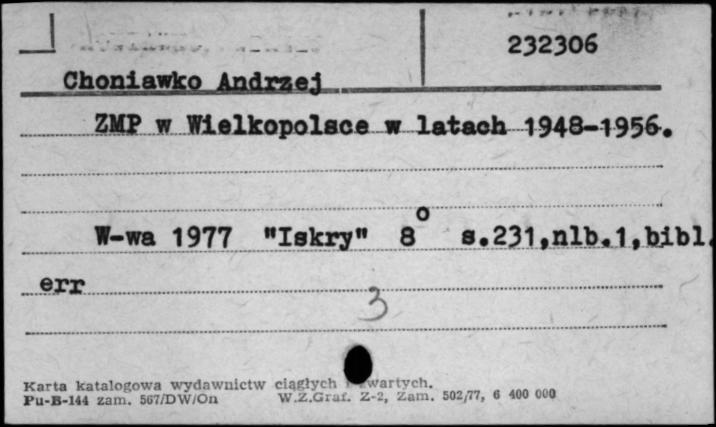 232306
Choniawko Andrzej
ZMP w Wielkopolsce w latach 1948-1956.
W-wa 1977 "Iskry" 8° s.231,nlb.1,bibl.
err
3
Karta katalogowa wydawnictw ciągłych i zwartych.
Pu-B-144 zam. 567/DW/On W.Z.Graf. Z-2, Zam. 502/77, 6 400 000